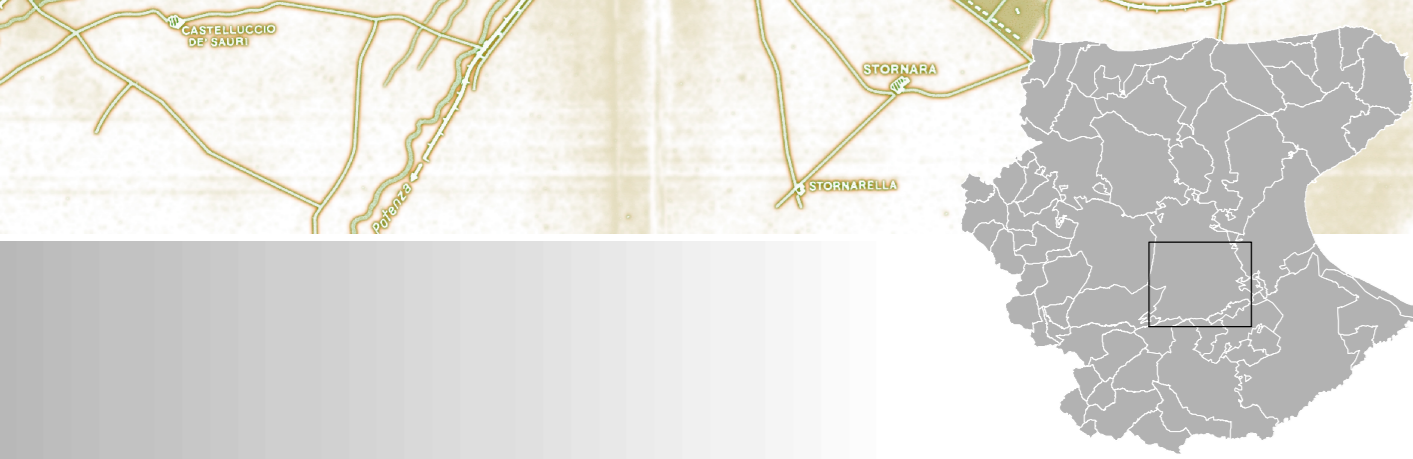 CASTELLUCCIO
DE' SAURI
STORNARA
STORNARELLA
Potenza